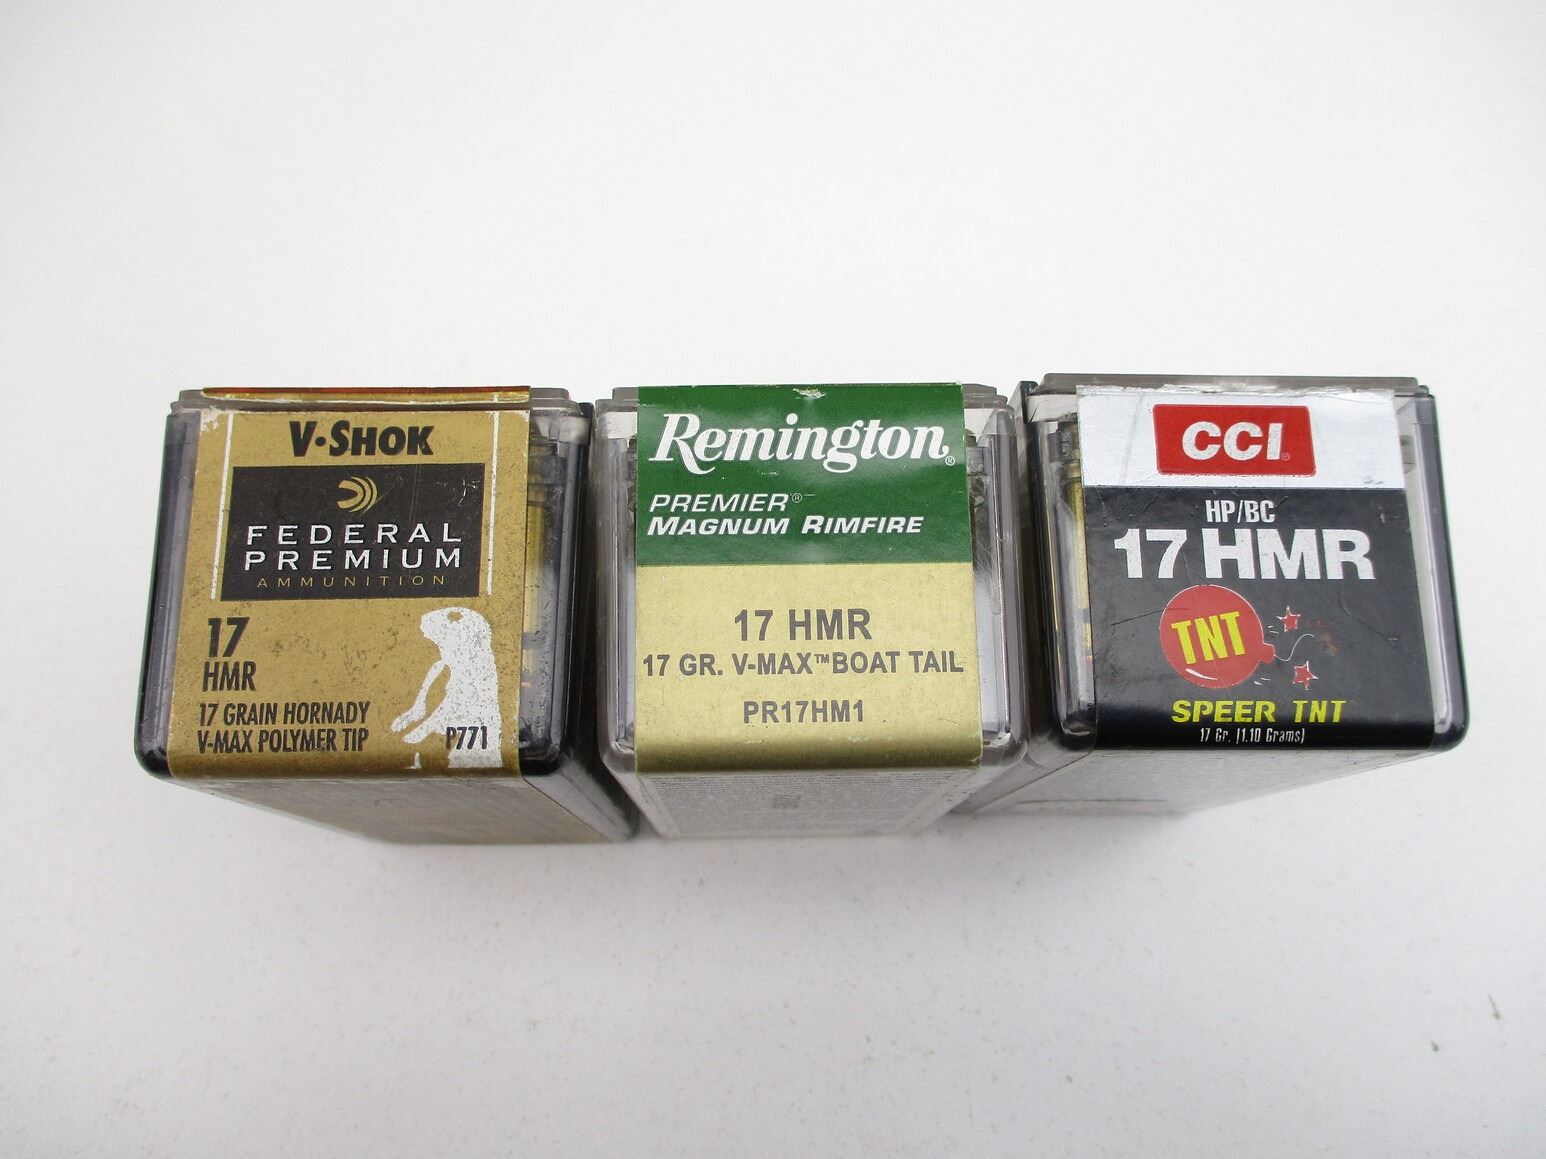 V·SHOK
FEDERAL
PREMIUM
AMMUNITION
17
HMR
17 GRAIN HORNADY
V-MAX POLYMER TIP
P771
Remington®
PREMIER®
MAGNUM RIMFIRE
17 HMR
17 GR. V-MAX™ BOAT TAIL
PR17HM1
CCI®
HP/BC
17 HMR
TNT
SPEER TNT
17 Gr. (1.10 Grams)